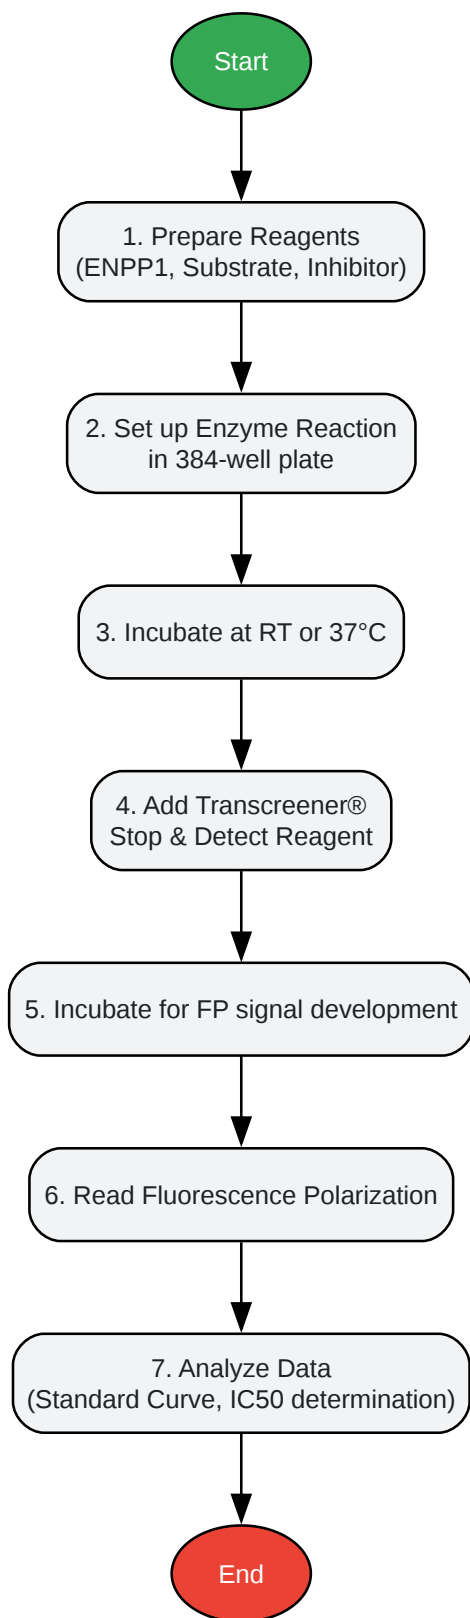 Start
1. Prepare Reagents
(ENPP1, Substrate, Inhibitor)
2. Set up Enzyme Reaction
in 384-well plate
3. Incubate at RT or 37°C
4. Add Transcreener®
Stop & Detect Reagent
5. Incubate for FP signal development
6. Read Fluorescence Polarization
7. Analyze Data
(Standard Curve, IC50 determination)
End